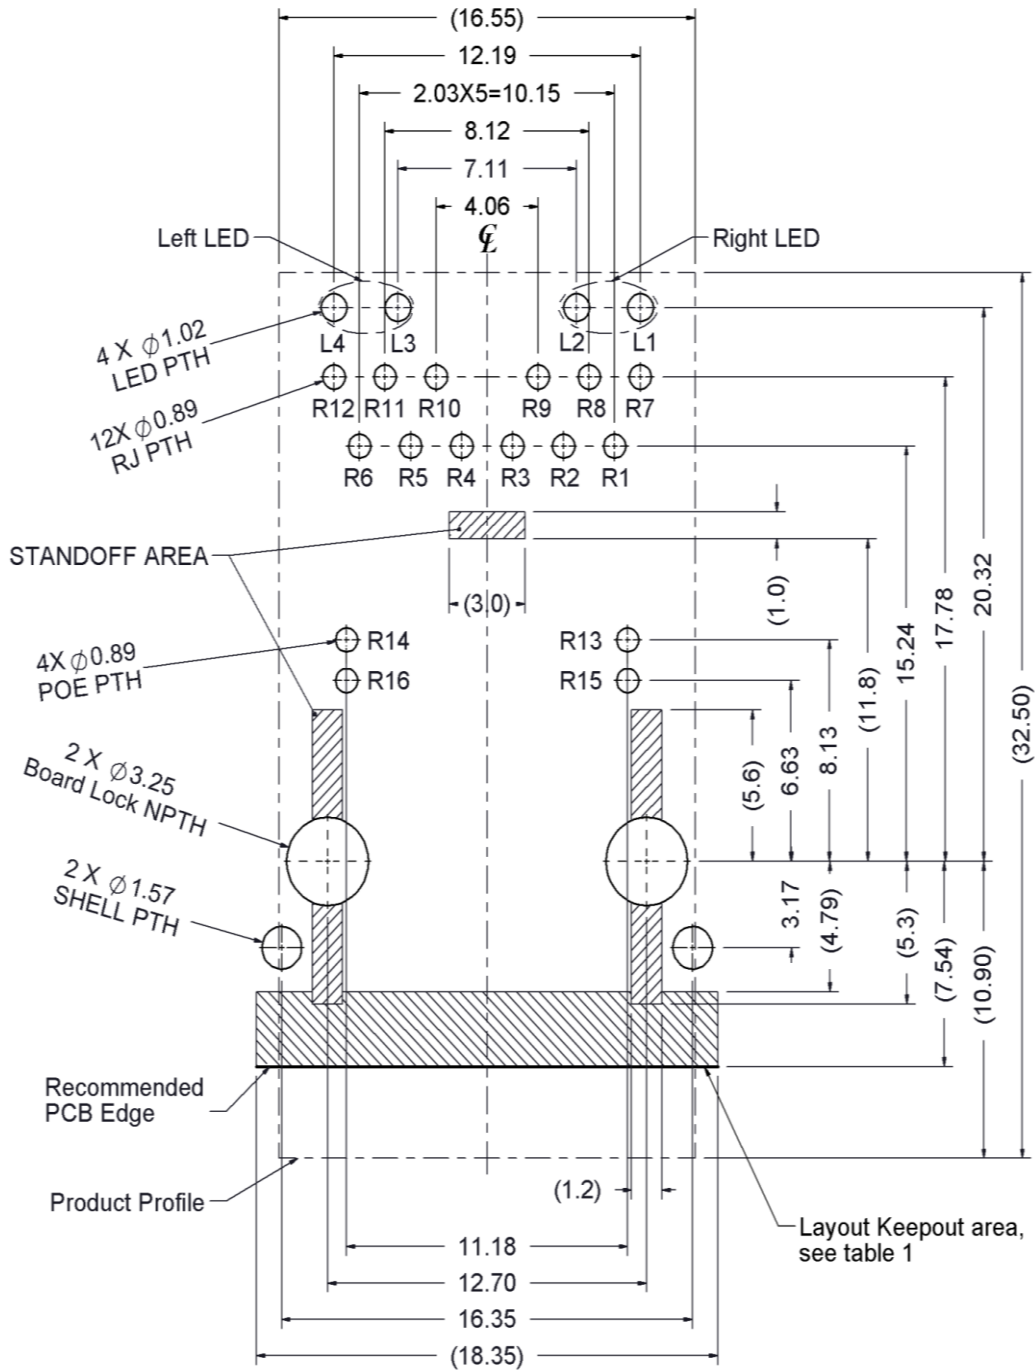 (16.55)
12.19
2.03X5=10.15
8.12
7.11
4.06
℄
Left LED
Right LED
L4
L3
L2
L1
4 X ∅1.02
LED PTH
R12
R11
R10
R9
R8
R7
12X ∅0.89
RJ PTH
R6
R5
R4
R3
R2
R1
STANDOFF AREA
(3.0)
(1.0)
(11.8)
15.24
17.78
20.32
(32.50)
R14
R13
4X ∅0.89
POE PTH
R16
R15
(5.6)
6.63
8.13
2 X ∅3.25
Board Lock NPTH
2 X ∅1.57
SHELL PTH
3.17
(4.79)
(5.3)
(7.54)
(10.90)
Recommended
PCB Edge
Product Profile
(1.2)
Layout Keepout area,
see table 1
11.18
12.70
16.35
(18.35)